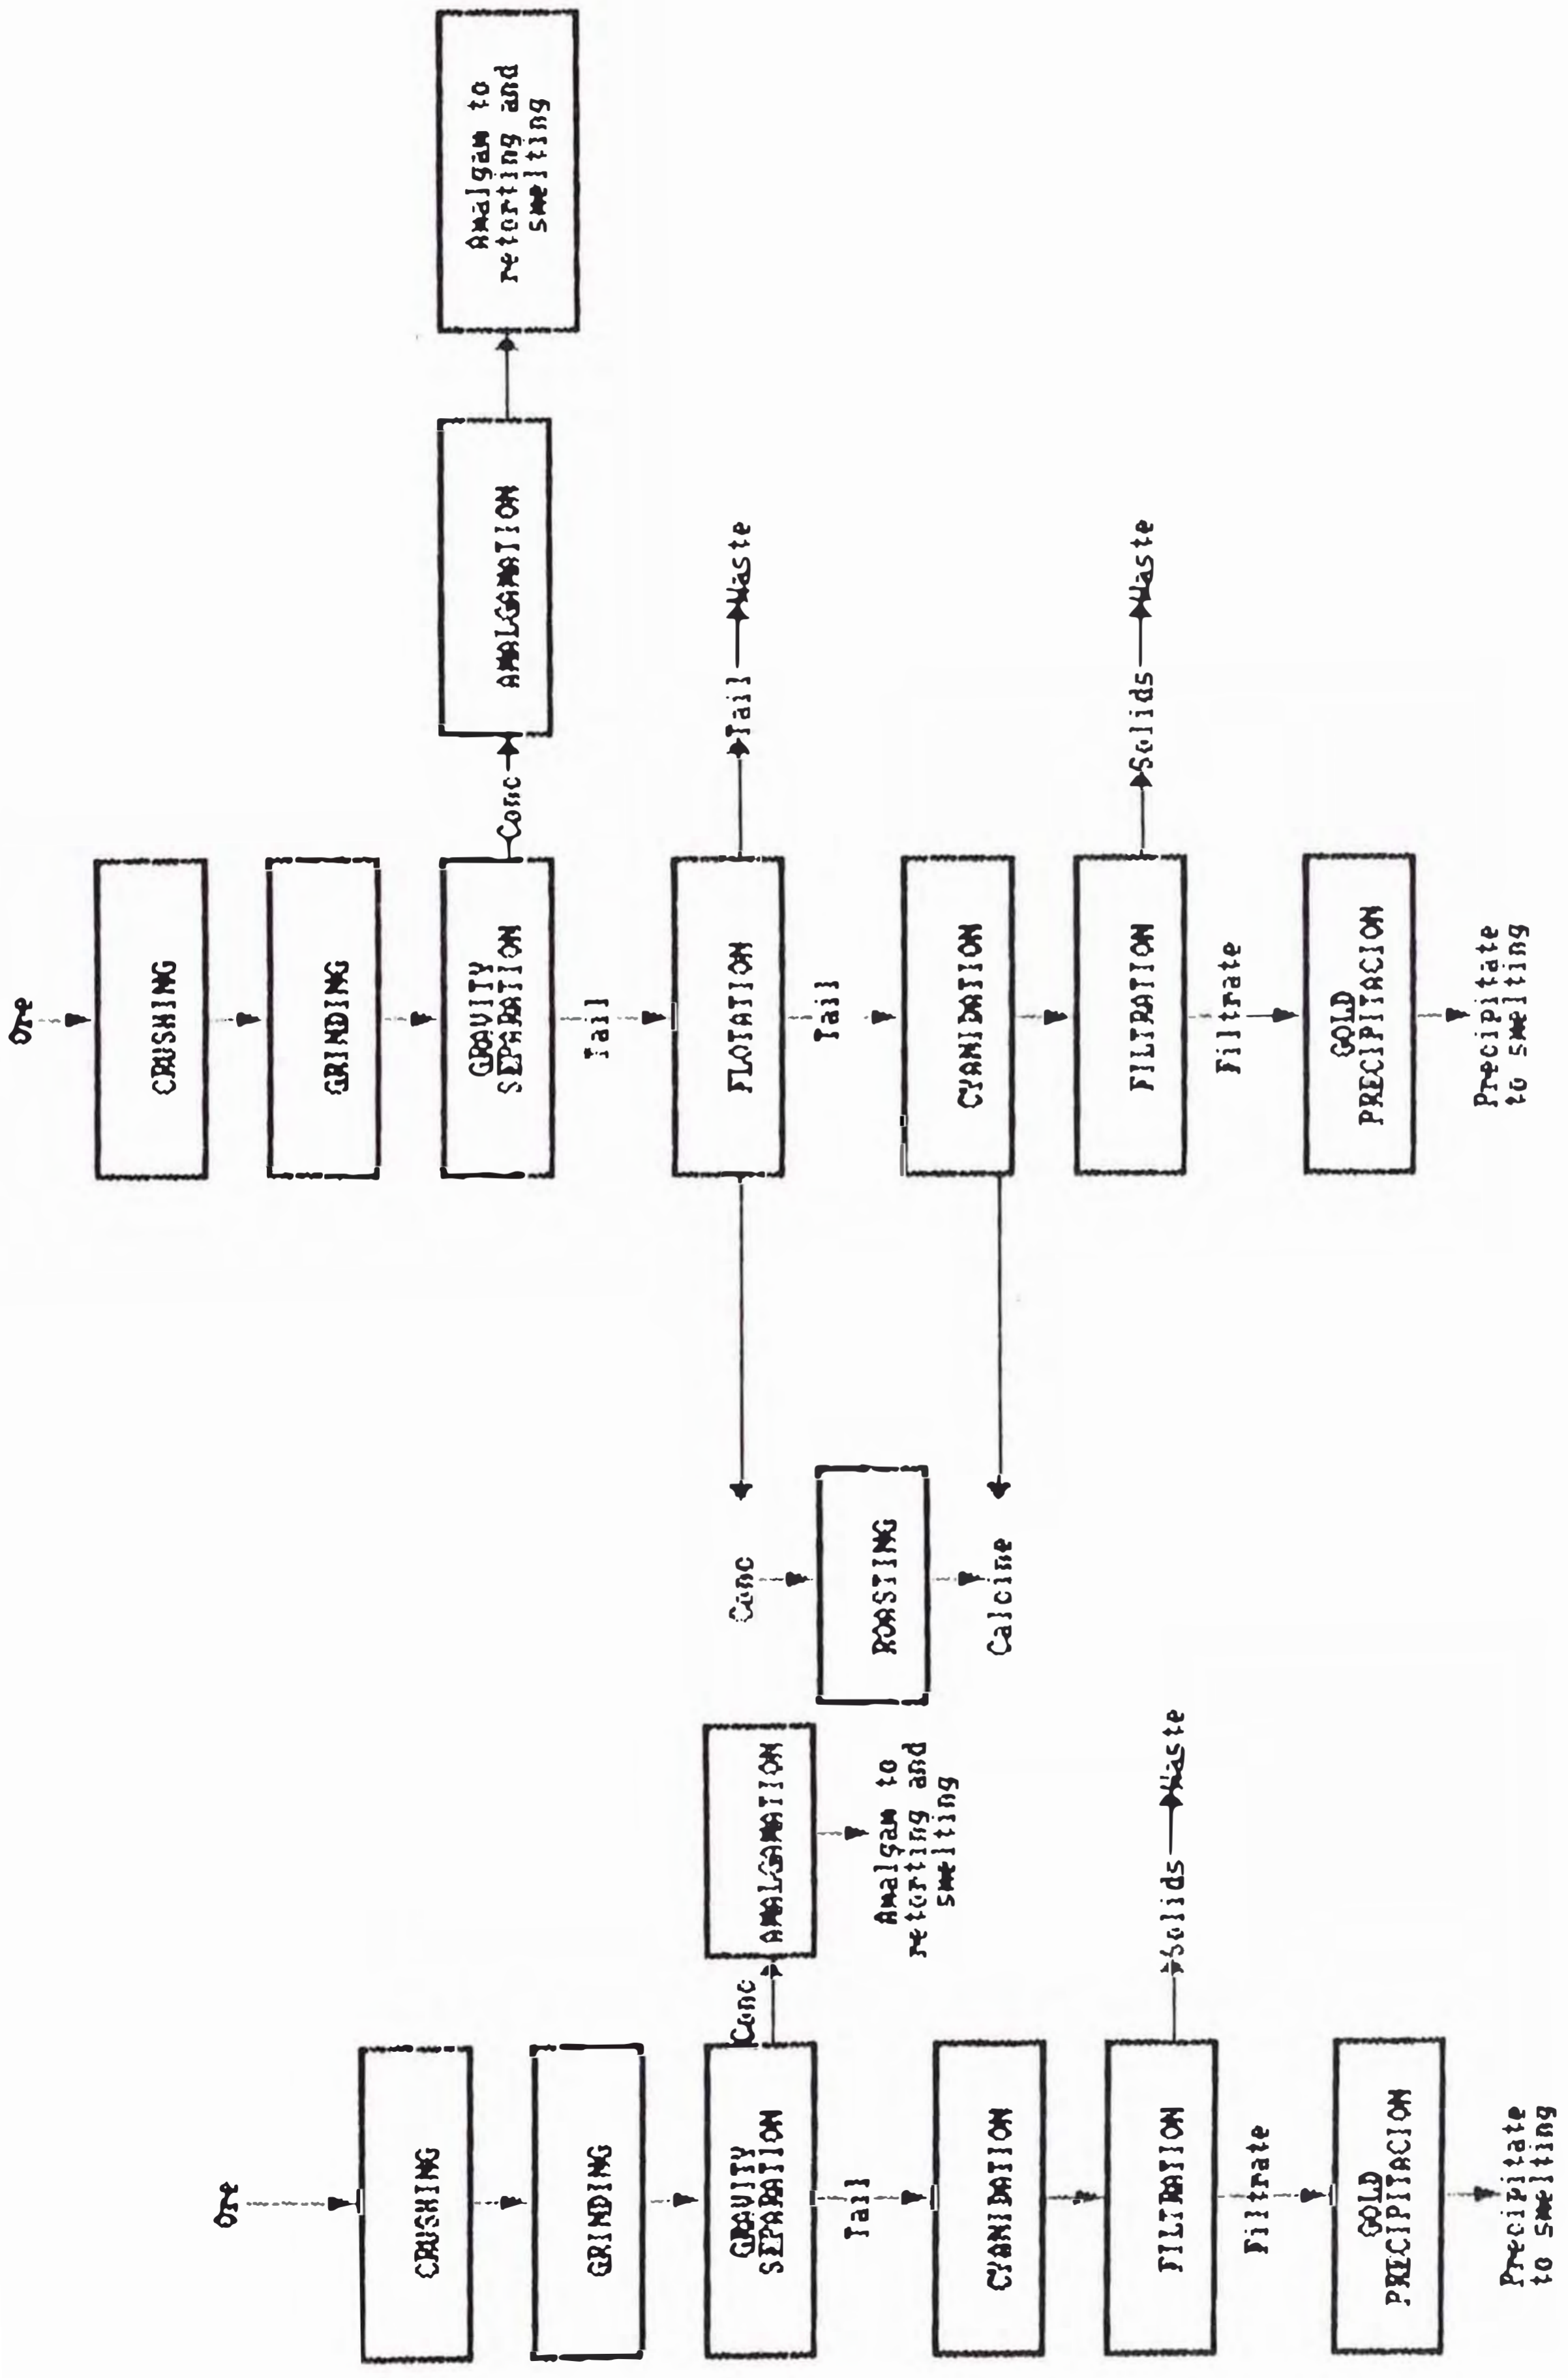 Ore
CRUSHING
GRINDING
GRAVITY
SEPARATION
Conc
AMALGAMATION
Amalgam to
retorting and
smelting
Tail
CYANIDATION
FILTRATION
Solids
Waste
Filtrate
GOLD
PRECIPITACION
Precipitate
to smelting
Ore
CRUSHING
GRINDING
GRAVITY
SEPARATION
Conc
AMALGAMATION
Amalgam to
retorting and
smelting
Tail
FLOTATION
Tail
Waste
Conc
ROASTING
Calcine
Tail
CYANIDATION
FILTRATION
Solids
Waste
Filtrate
GOLD
PRECIPITACION
Precipitate
to smelting